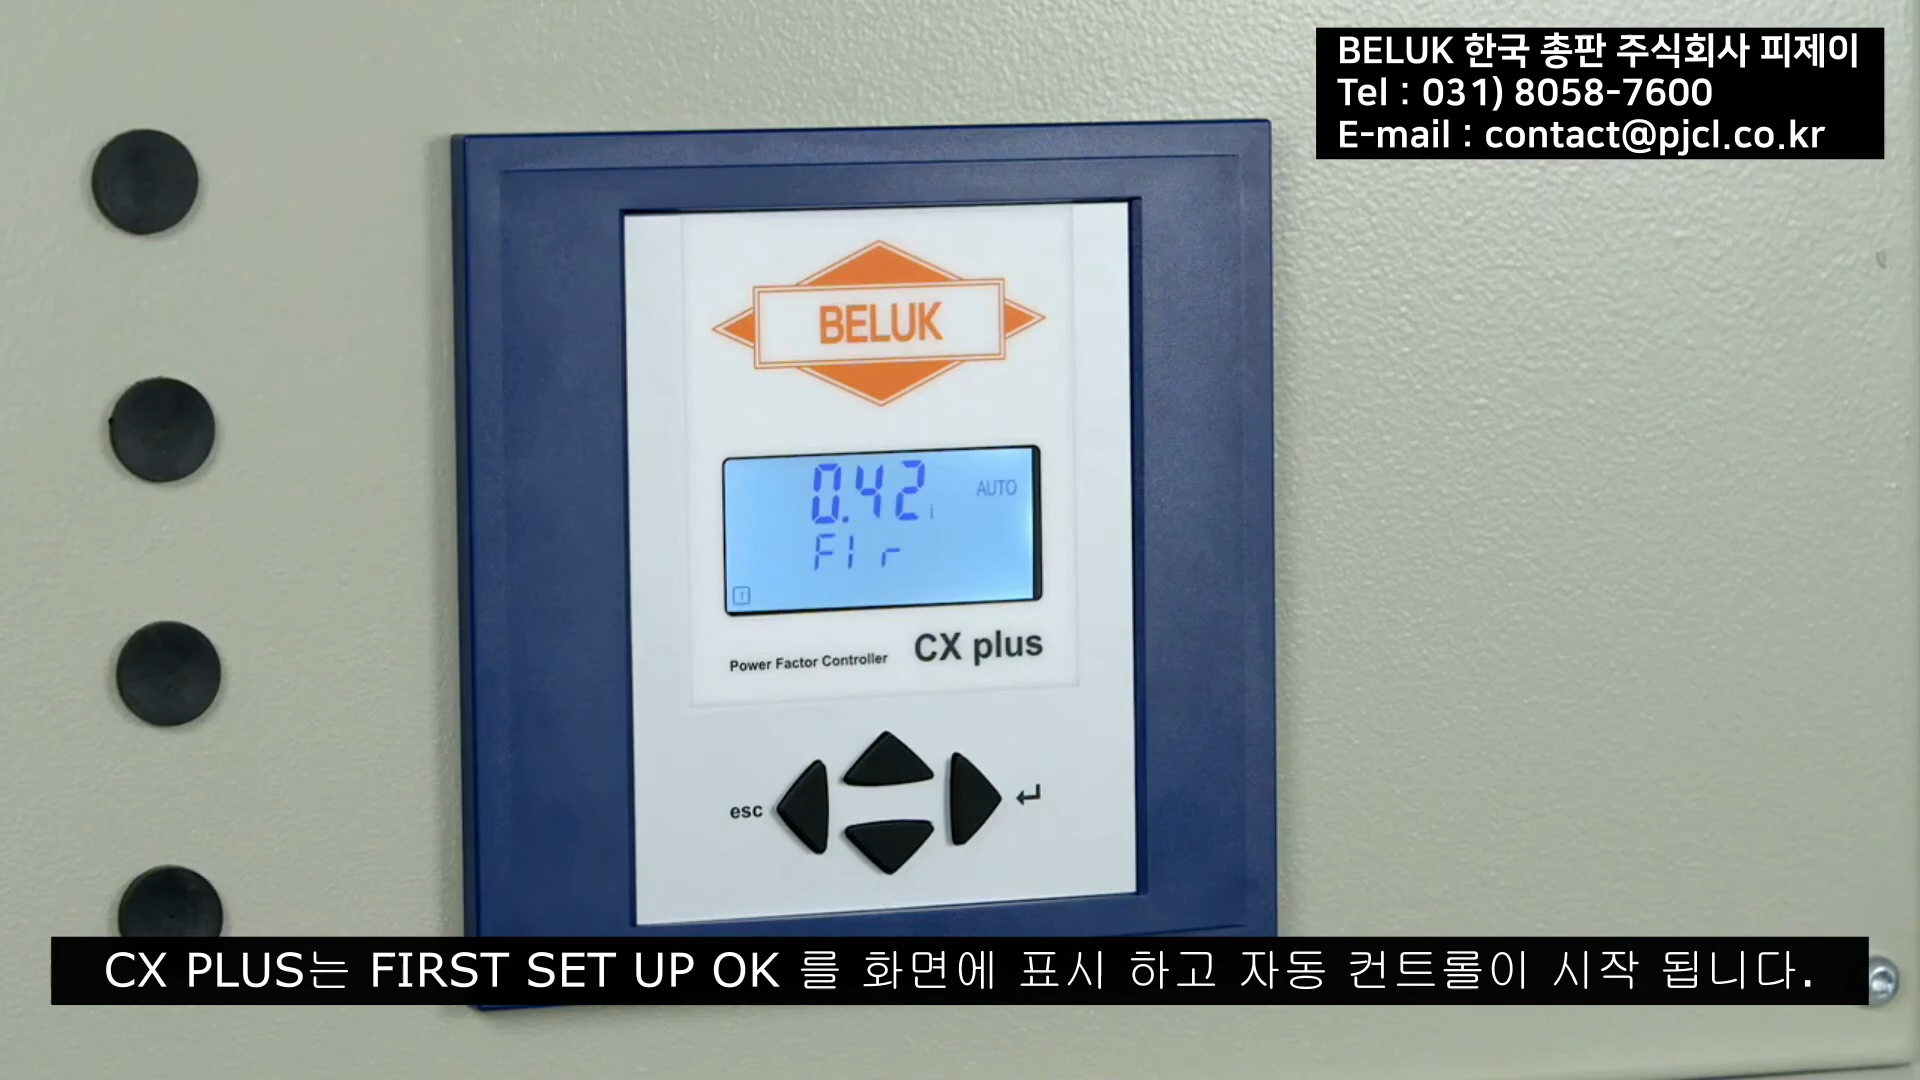 BELUK 한국 총판 주식회사 피제이
Tel : 031) 8058-7600
E-mail : contact@pjcl.co.kr
BELUK
0.42 i
AUTO
FI r
Power Factor Controller
CX plus
esc
CX PLUS는 FIRST SET UP OK 를 화면에 표시 하고 자동 컨트롤이 시작 됩니다.